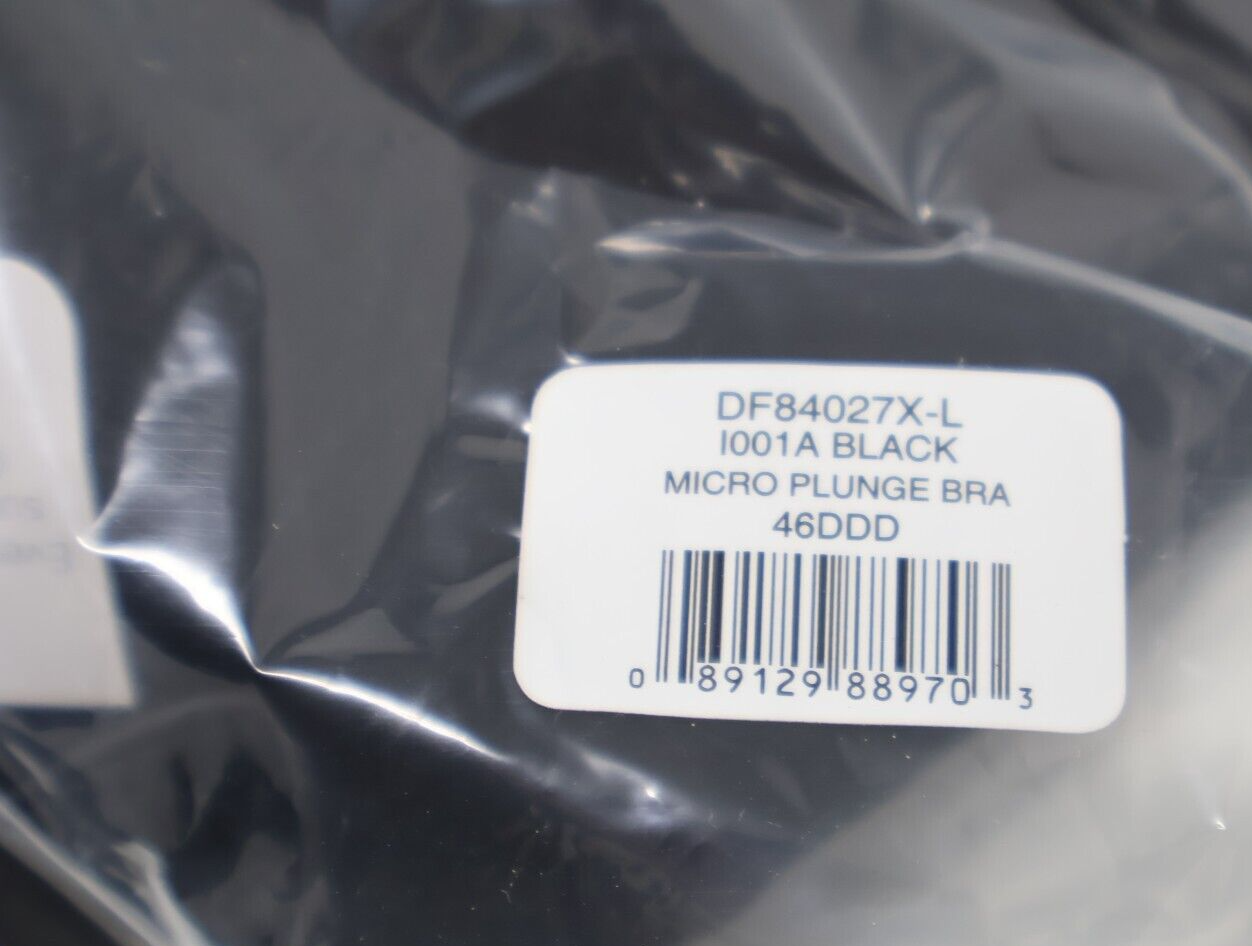 DF84027X-L
I001A BLACK
MICRO PLUNGE BRA
46DDD
0 89129 88970 3